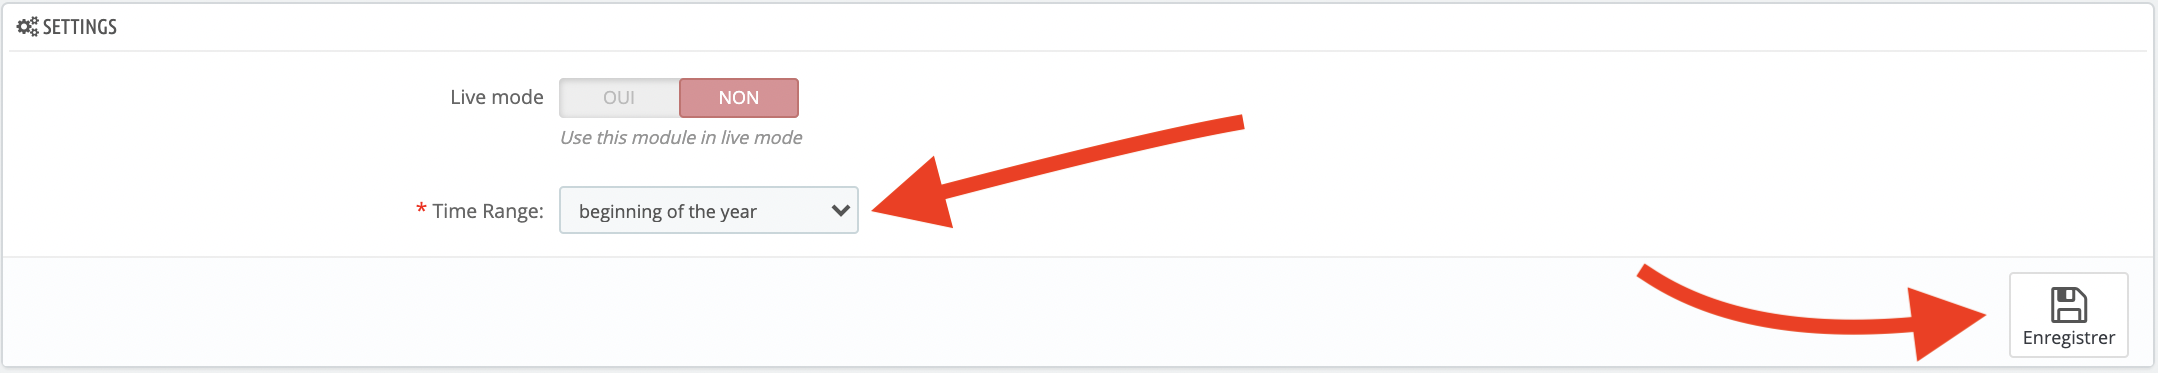 SETTINGS
Live mode OUI NON
Use this module in live mode
* Time Range: beginning of the year
Enregistrer